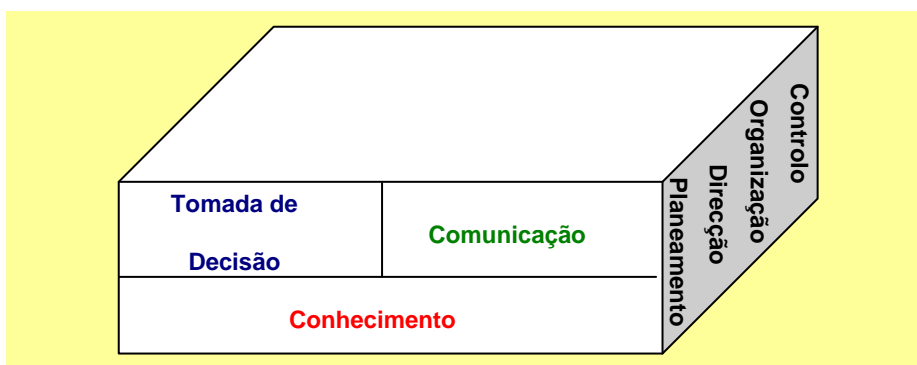 Tomada de
Decisão
Comunicação
Conhecimento
Planeamento
Direcção
Organização
Controlo